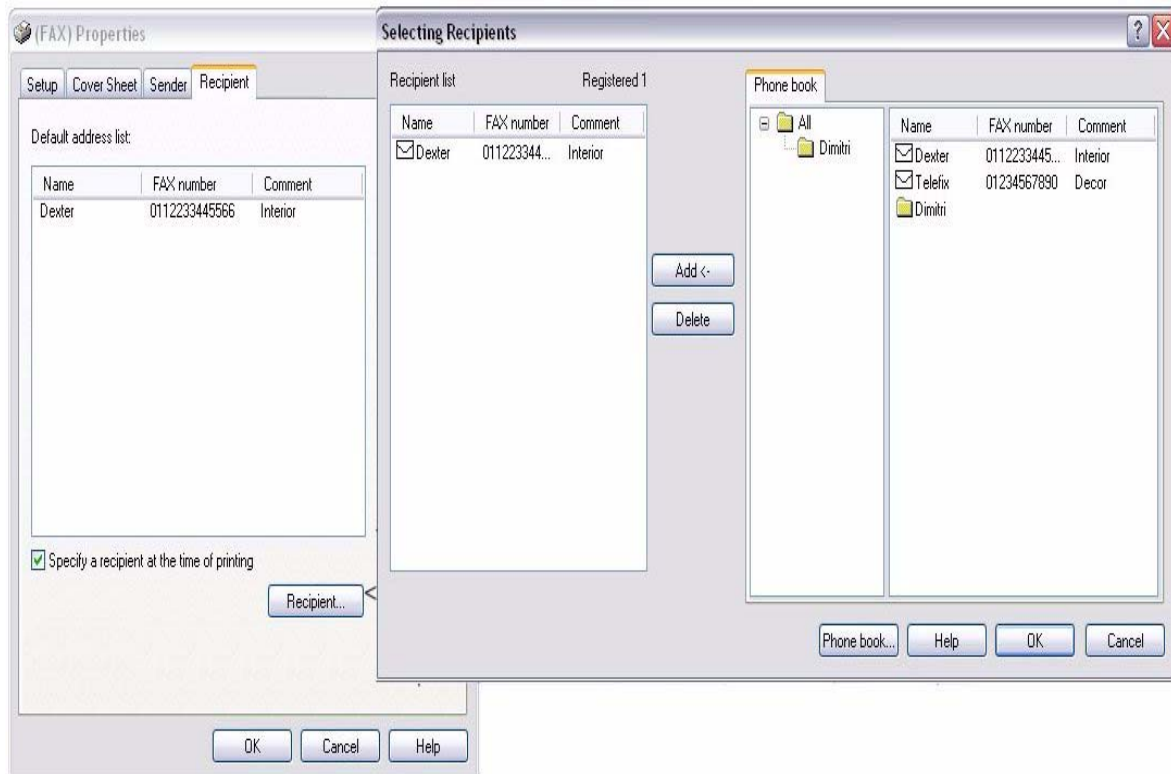 (FAX) Properties
Setup Cover Sheet Sender Recipient
Default address list:
Name FAX number Comment
Dexter 0112233445566 Interior
Specify a recipient at the time of printing
Recipient...
OK Cancel Help
Selecting Recipients
Recipient list Registered 1
Name FAX number Comment
Dexter 011223344... Interior
Add <-
Delete
Phone book
All
Dimitri
Name FAX number Comment
Dexter 0112233445... Interior
Telefix 01234567890 Decor
Dimitri
Phone book... Help OK Cancel